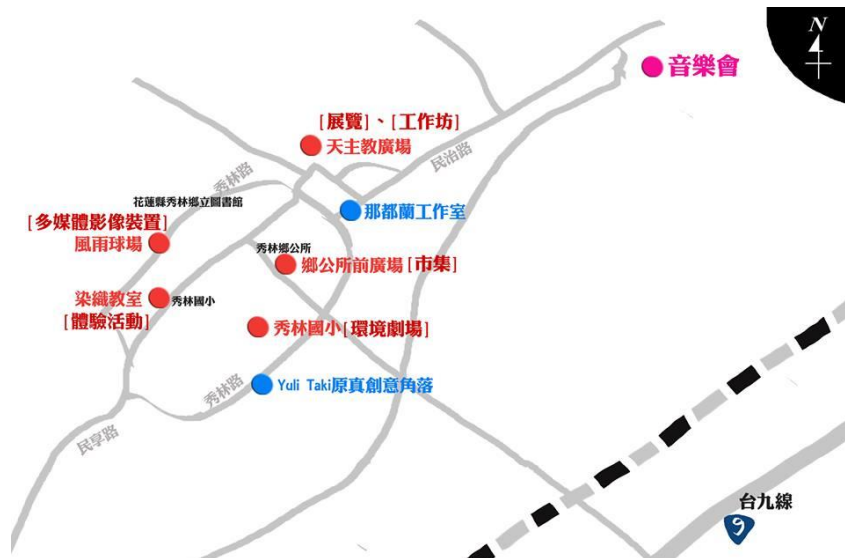 N
音樂會
[展覽]、[工作坊]
天主教廣場
民治路
秀林路
花蓮縣秀林鄉立圖書館
那都蘭工作室
[多媒體影像裝置]
風雨球場
秀林鄉公所
鄉公所前廣場[市集]
染織教室
秀林國小
[體驗活動]
秀林國小[環境劇場]
秀林路
Yuli Taki原真創意角落
民享路
台九線
9